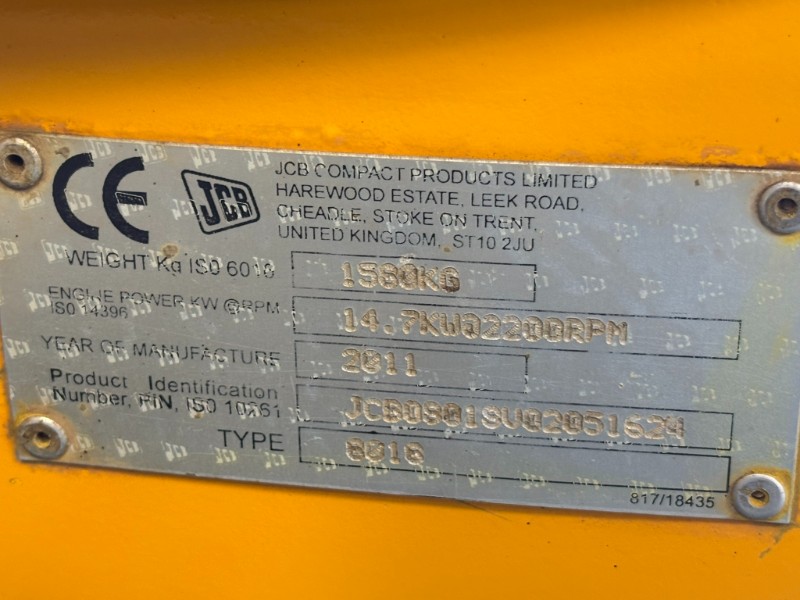 CE
JCB
JCB COMPACT PRODUCTS LIMITED
HAREWOOD ESTATE, LEEK ROAD,
CHEADLE, STOKE ON TRENT,
UNITED KINGDOM, ST10 2JU
WEIGHT Kg ISO 6016 1580KG
ENGINE POWER KW @RPM
ISO 14396 14.7KW@2200RPM
YEAR OF MANUFACTURE 2011
Product Identification
Number, PIN, ISO 10261
TYPE 8018
817/18435